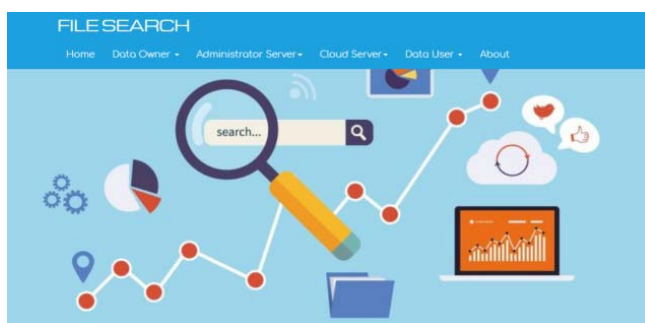 FILE SEARCH
Home Data Owner Administrator Server Cloud Server Data User About
search...